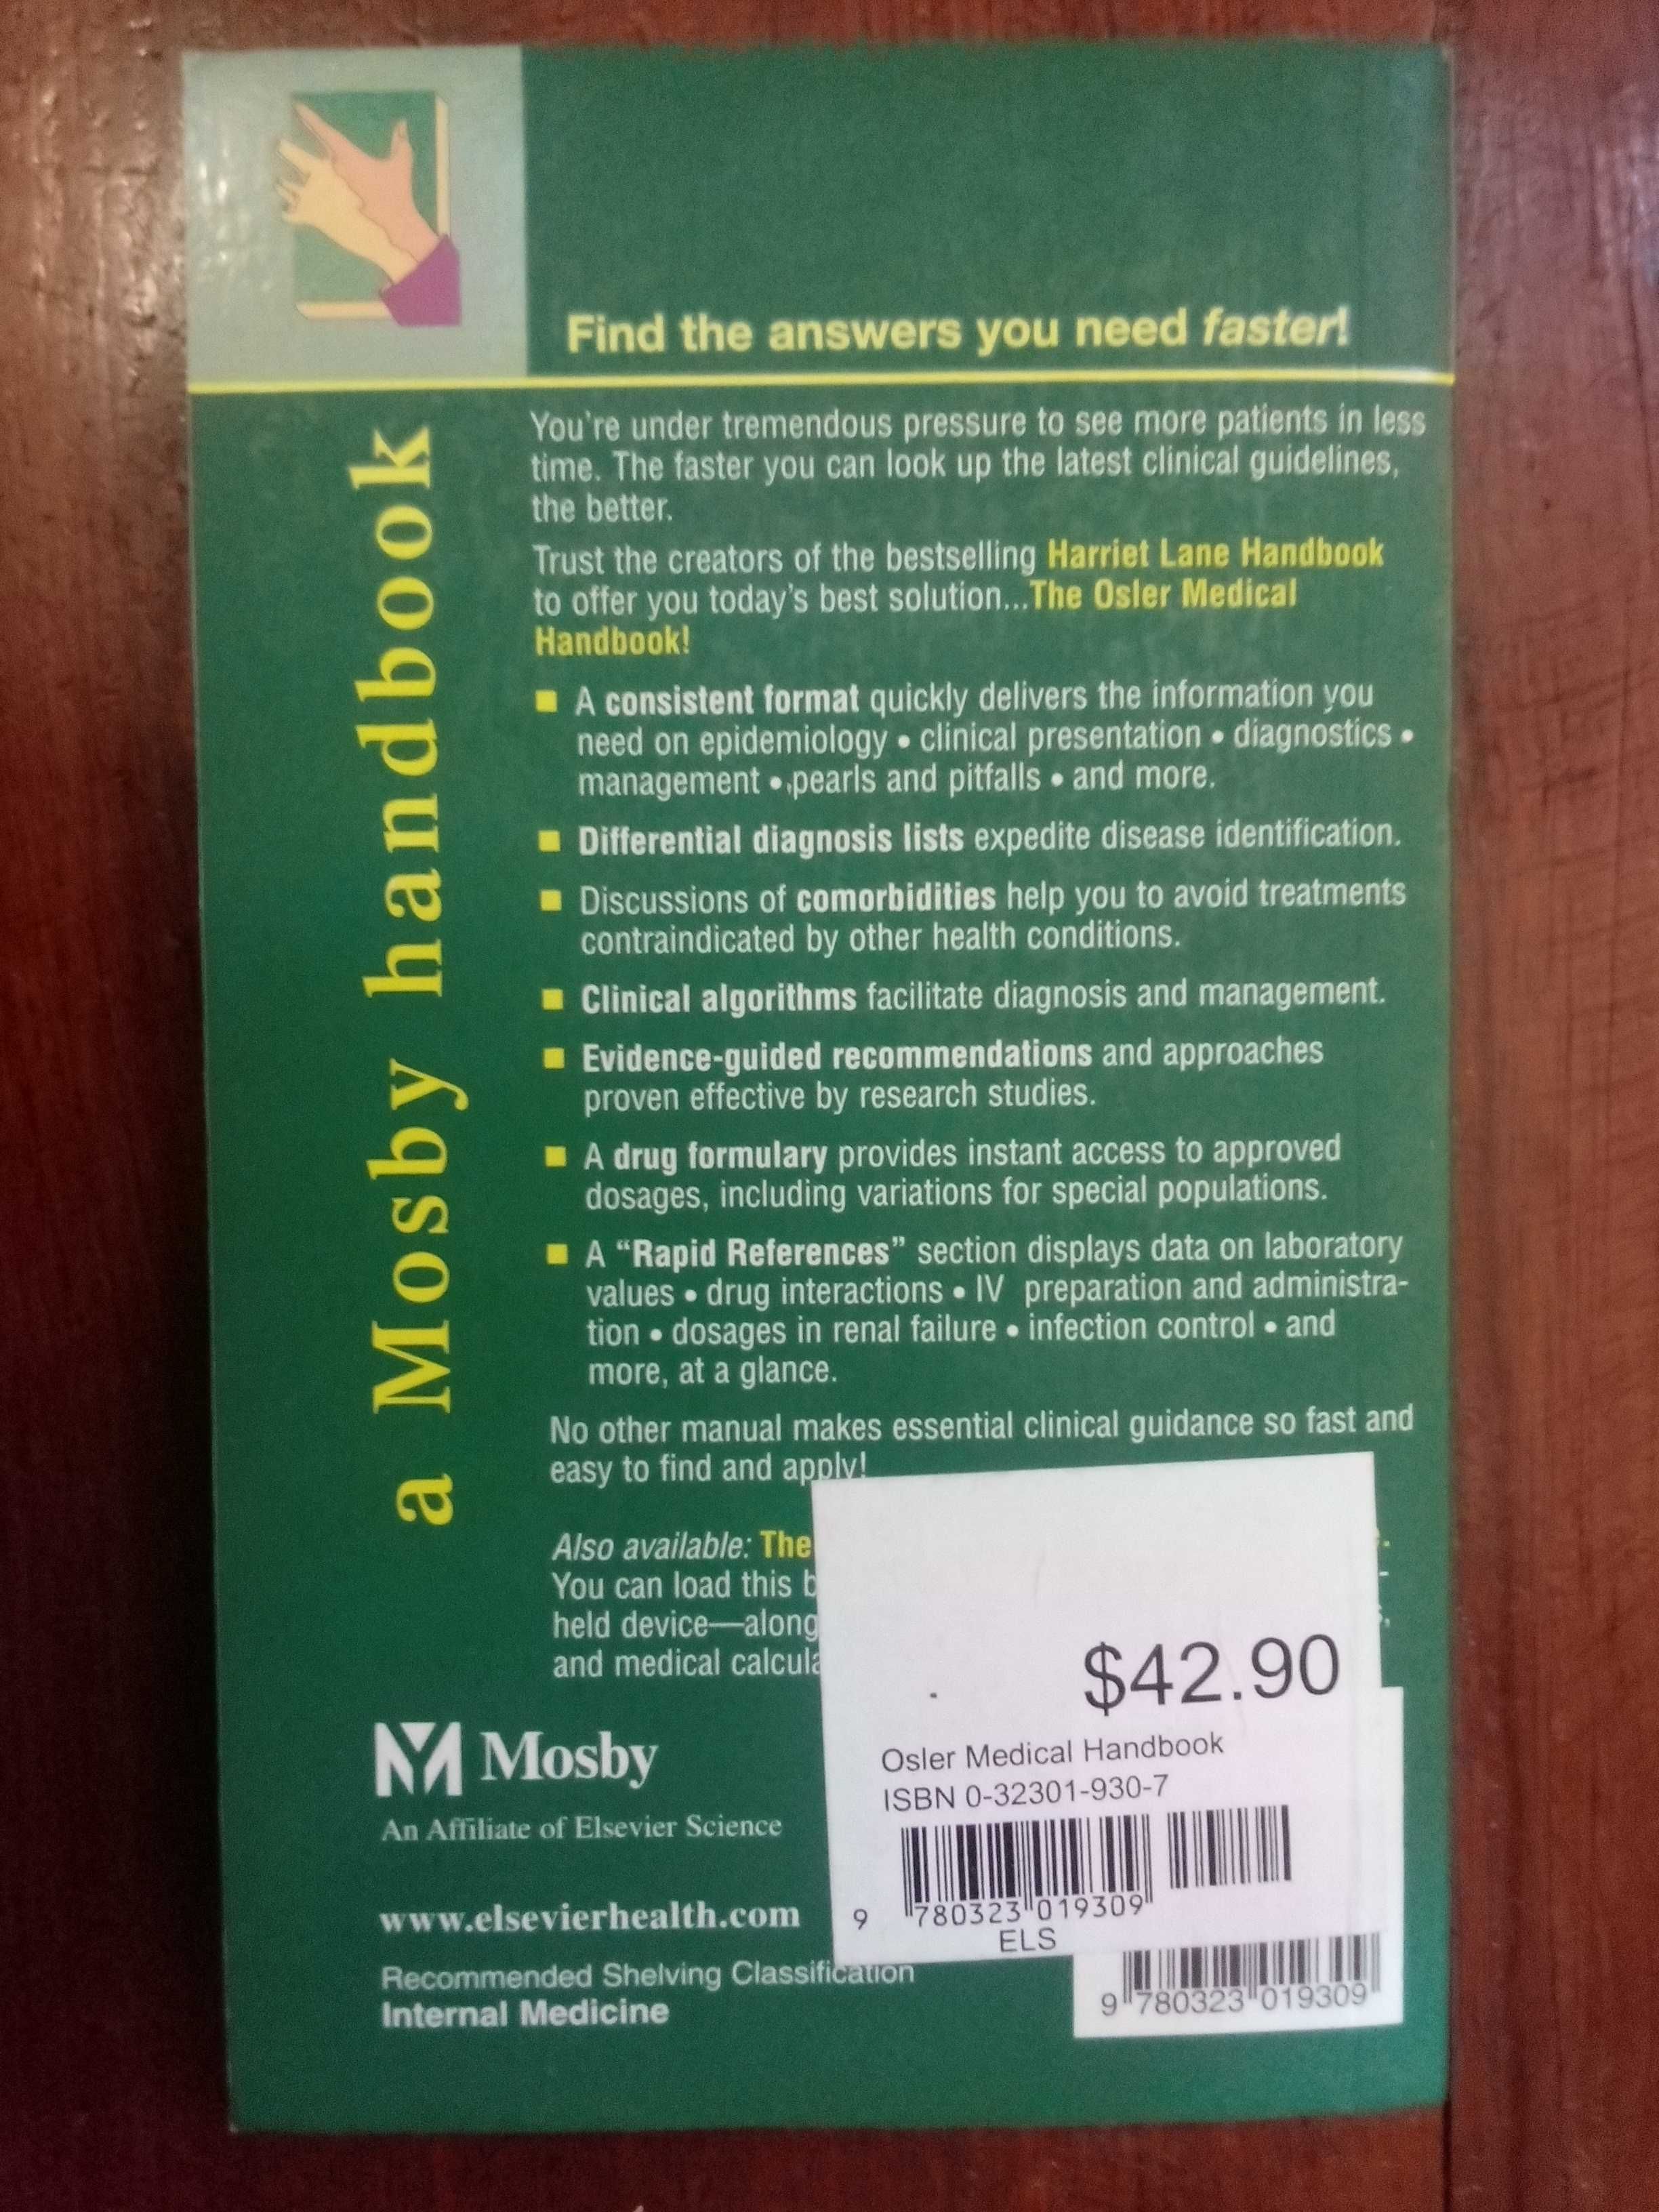 Find the answers you need faster!
a Mosby handbook
You're under tremendous pressure to see more patients in less
time. The faster you can look up the latest clinical guidelines,
the better.
Trust the creators of the bestselling Harriet Lane Handbook
to offer you today's best solution...The Osler Medical
Handbook!
■ A consistent format quickly delivers the information you
need on epidemiology • clinical presentation • diagnostics •
management • pearls and pitfalls • and more.
■ Differential diagnosis lists expedite disease identification.
■ Discussions of comorbidities help you to avoid treatments
contraindicated by other health conditions.
■ Clinical algorithms facilitate diagnosis and management.
■ Evidence-guided recommendations and approaches
proven effective by research studies.
■ A drug formulary provides instant access to approved
dosages, including variations for special populations.
■ A “Rapid References” section displays data on laboratory
values • drug interactions • IV preparation and administra-
tion • dosages in renal failure • infection control • and
more, at a glance.
No other manual makes essential clinical guidance so fast and
easy to find and apply!
Also available: The
You can load this
held device—along
and medical
Mosby
An Affiliate of Elsevier Science
www.elsevierhealth.com
Recommended Shelving Classification
Internal Medicine
$42.90
Osler Medical Handbook
ISBN 0-32301-930-7
9 780323 019309
ELS
9 780323 019309